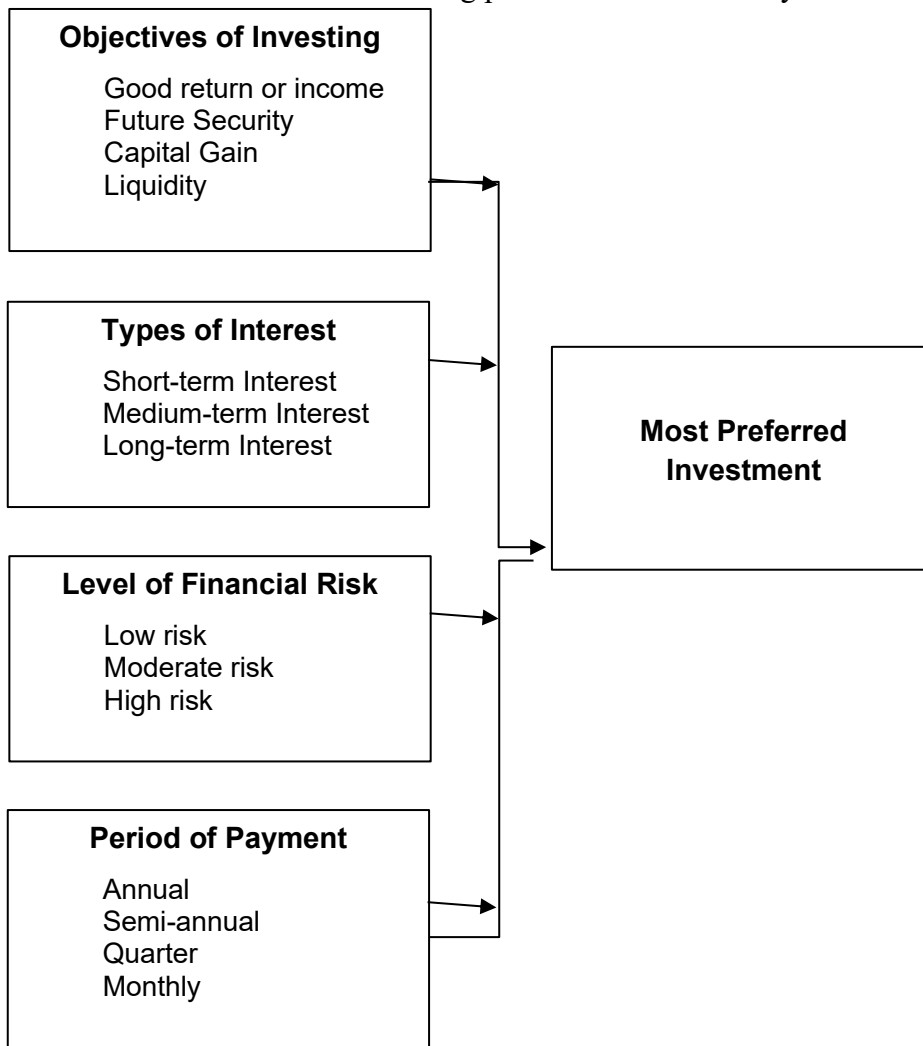 Objectives of Investing
Good return or income
Future Security
Capital Gain
Liquidity
Types of Interest
Short-term Interest
Medium-term Interest
Long-term Interest
Most Preferred
Investment
Level of Financial Risk
Low risk
Moderate risk
High risk
Period of Payment
Annual
Semi-annual
Quarter
Monthly